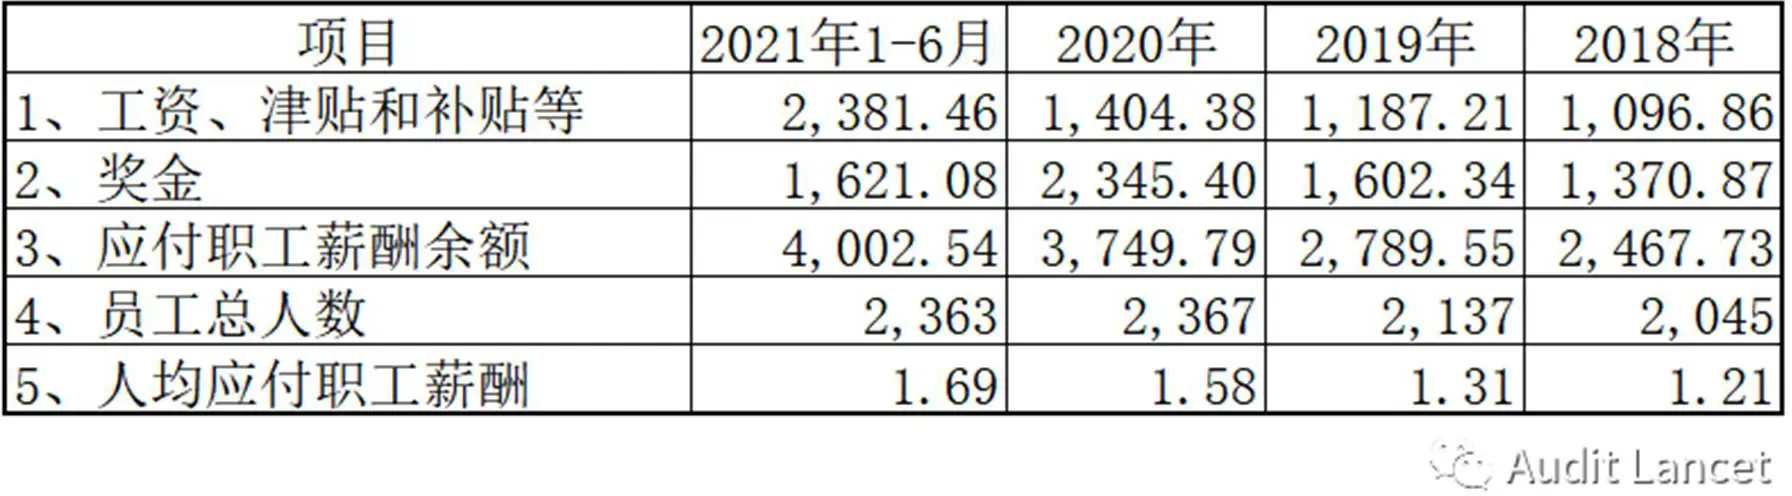 项目 2021年1-6月 2020年 2019年 2018年
1、工资、津贴和补贴等 2,381.46 1,404.38 1,187.21 1,096.86
2、奖金 1,621.08 2,345.40 1,602.34 1,370.87
3、应付职工薪酬余额 4,002.54 3,749.79 2,789.55 2,467.73
4、员工总人数 2,363 2,367 2,137 2,045
5、人均应付职工薪酬 1.69 1.58 1.31 1.21
Audit Lancet